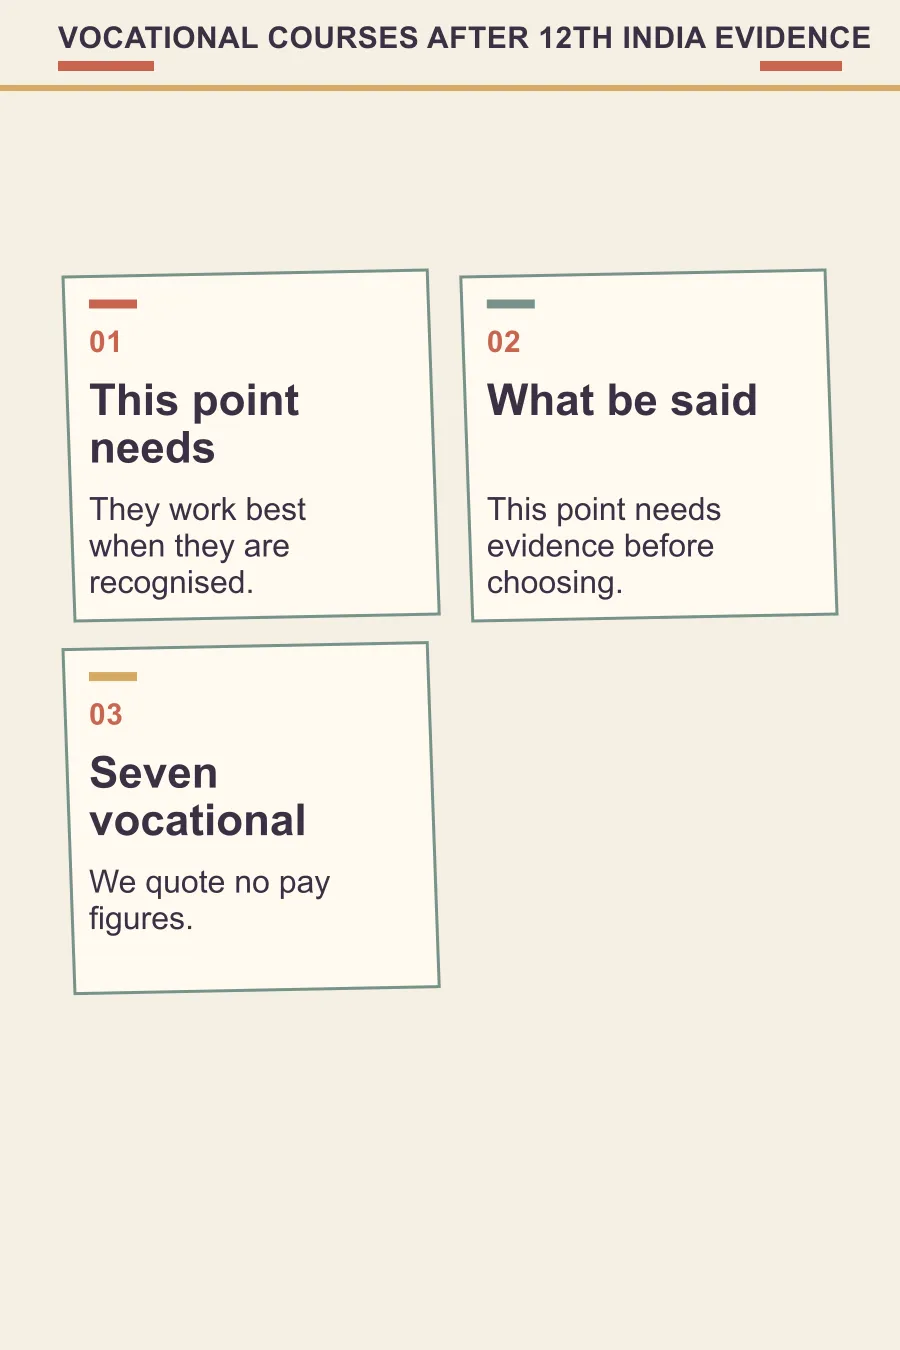 VOCATIONAL COURSES AFTER 12TH INDIA EVIDENCE
01
This point
needs
They work best
when they are
recognised.
02
What be said
This point needs
evidence before
choosing.
03
Seven
vocational
We quote no pay
figures.